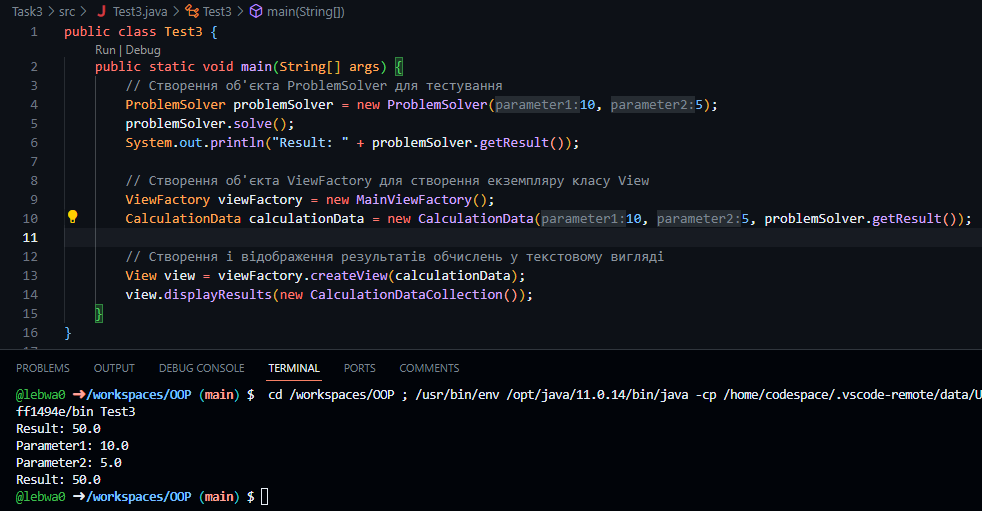 Task3 > src > J Test3.java > Test3 > main(String[])
1 public class Test3 {
Run | Debug
2 public static void main(String[] args) {
3 // Створення об'єкта ProblemSolver для тестування
4 ProblemSolver problemSolver = new ProblemSolver(parameter1:10, parameter2:5);
5 problemSolver.solve();
6 System.out.println("Result: " + problemSolver.getResult());
7
8 // Створення об'єкта ViewFactory для створення екземпляру класу View
9 ViewFactory viewFactory = new MainViewFactory();
10 CalculationData calculationData = new CalculationData(parameter1:10, parameter2:5, problemSolver.getResult());
11
12 // Створення і відображення результатів обчислень у текстовому вигляді
13 View view = viewFactory.createView(calculationData);
14 view.displayResults(new CalculationDataCollection());
15 }
16 }
PROBLEMS OUTPUT DEBUG CONSOLE TERMINAL PORTS COMMENTS
@lebwa0 ➜/workspaces/OOP (main) $ cd /workspaces/OOP ; /usr/bin/env /opt/java/11.0.14/bin/java -cp /home/codespace/.vscode-remote/data/U
ff1494e/bin Test3
Result: 50.0
Parameter1: 10.0
Parameter2: 5.0
Result: 50.0
@lebwa0 ➜/workspaces/OOP (main) $